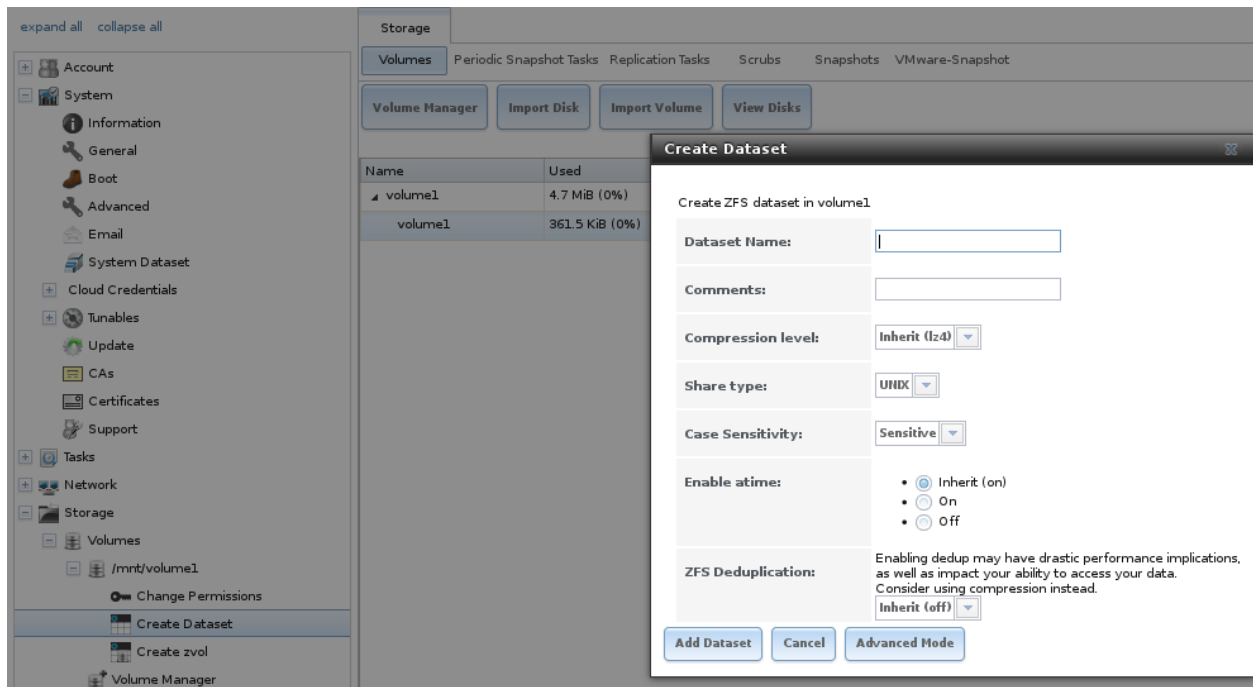 expand all collapse all
Account
System
Information
General
Boot
Advanced
Email
System Dataset
Cloud Credentials
Tunables
Update
CAs
Certificates
Support
Tasks
Network
Storage
Volumes
/mnt/volume1
Change Permissions
Create Dataset
Create zvol
Volume Manager
Storage
Volumes Periodic Snapshot Tasks Replication Tasks Scrubs Snapshots VMware-Snapshot
Volume Manager Import Disk Import Volume View Disks
Name Used
volume1 4.7 MiB (0%)
volume1 361.5 KiB (0%)
Create Dataset
Create ZFS dataset in volume1
Dataset Name:
Comments:
Compression level: Inherit (lz4)
Share type: UNIX
Case Sensitivity: Sensitive
Enable atime: • Inherit (on)
• On
• Off
ZFS Deduplication: Enabling dedup may have drastic performance implications,
as well as impact your ability to access your data.
Consider using compression instead.
Inherit (off)
Add Dataset Cancel Advanced Mode